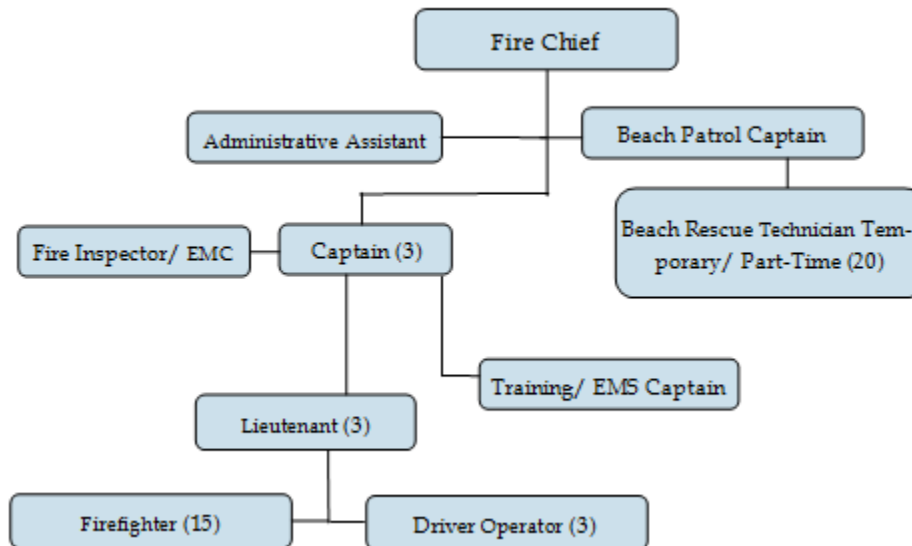 Fire Chief
Administrative Assistant
Beach Patrol Captain
Beach Rescue Technician Tem-
porary/ Part-Time (20)
Fire Inspector/ EMC
Captain (3)
Training/ EMS Captain
Lieutenant (3)
Firefighter (15)
Driver Operator (3)